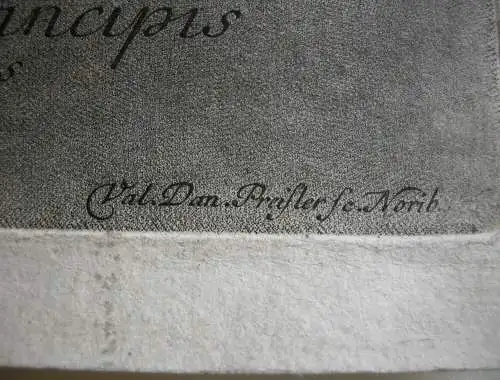 ncipis
s
Val. Dan. Preisler sc. Norib.